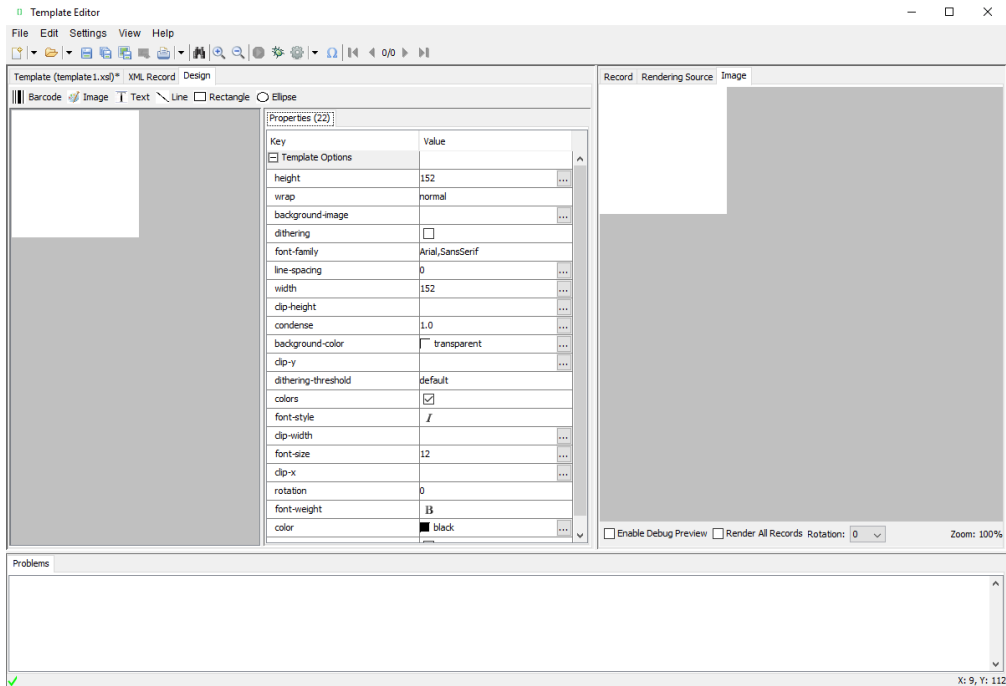 Template Editor
File Edit Settings View Help
0/0
Template (template1.xsl)* XML Record Design
Record Rendering Source Image
Barcode Image Text Line Rectangle Ellipse
Properties (22)
Key Value
Template Options
height 152
wrap normal
background-image
dithering
font-family Arial,SansSerif
line-spacing 0
width 152
clip-height
condense 1.0
background-color transparent
clip-y
dithering-threshold default
colors
font-style I
clip-width
font-size 12
clip-x
rotation 0
font-weight B
color black
Enable Debug Preview Render All Records Rotation: 0 Zoom: 100%
Problems
X: 9, Y: 112